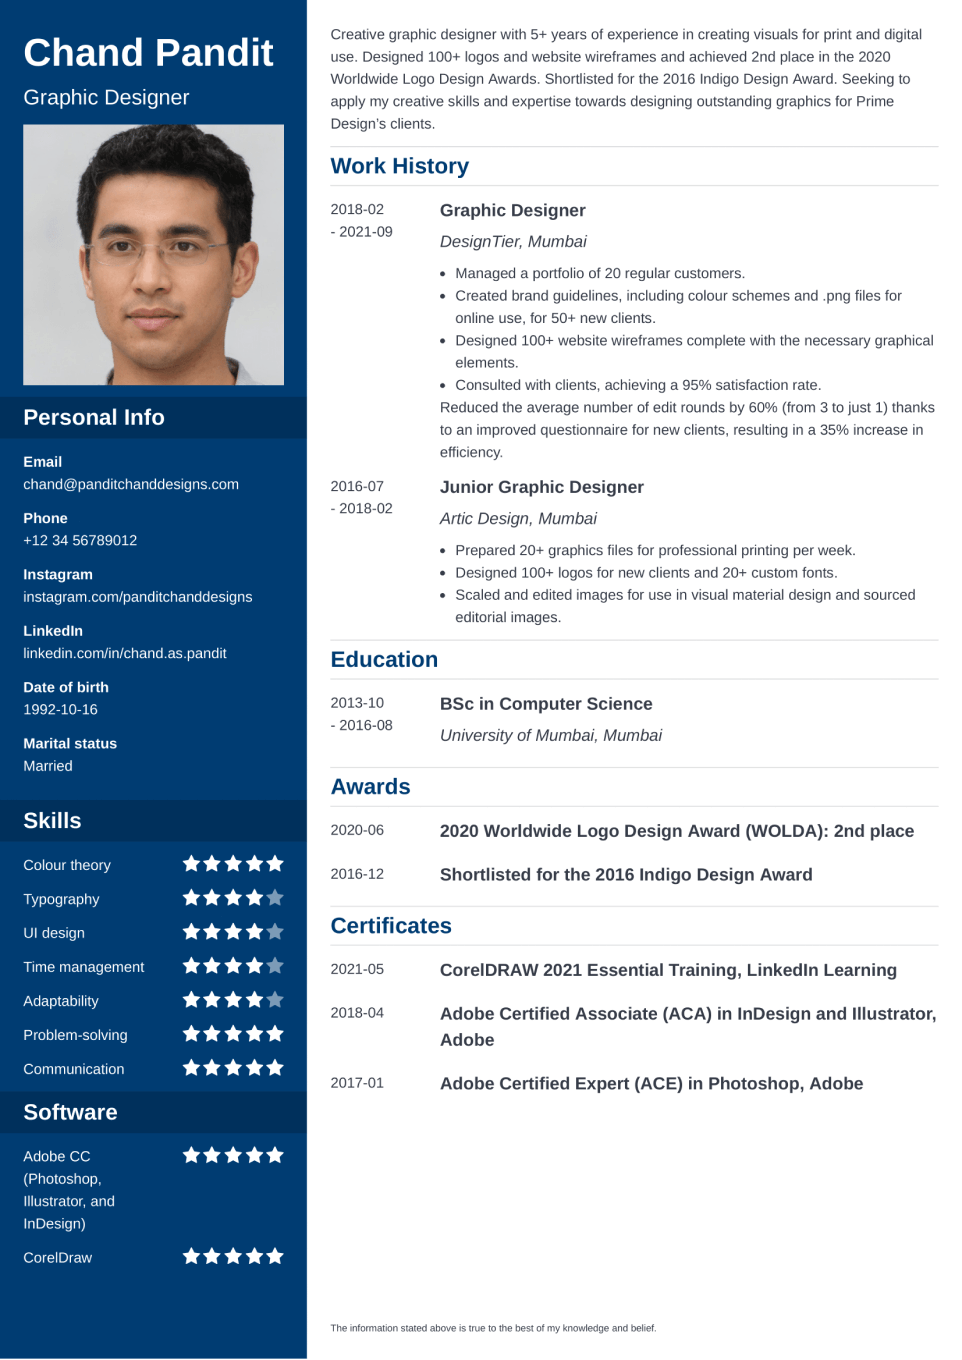 Chand Pandit
Graphic Designer
Personal Info
Email
chand@panditchanddesigns.com
Phone
+12 34 56789012
Instagram
instagram.com/panditchanddesigns
LinkedIn
linkedin.com/in/chand.as.pandit
Date of birth
1992-10-16
Marital status
Married
Skills
Colour theory
Typography
UI design
Time management
Adaptability
Problem-solving
Communication
Software
Adobe CC
(Photoshop,
Illustrator, and
InDesign)
CorelDraw
Creative graphic designer with 5+ years of experience in creating visuals for print and digital
use. Designed 100+ logos and website wireframes and achieved 2nd place in the 2020
Worldwide Logo Design Awards. Shortlisted for the 2016 Indigo Design Award. Seeking to
apply my creative skills and expertise towards designing outstanding graphics for Prime
Design’s clients.
Work History
2018-02
- 2021-09
Graphic Designer
DesignTier, Mumbai
• Managed a portfolio of 20 regular customers.
• Created brand guidelines, including colour schemes and .png files for
online use, for 50+ new clients.
• Designed 100+ website wireframes complete with the necessary graphical
elements.
• Consulted with clients, achieving a 95% satisfaction rate.
Reduced the average number of edit rounds by 60% (from 3 to just 1) thanks
to an improved questionnaire for new clients, resulting in a 35% increase in
efficiency.
2016-07
- 2018-02
Junior Graphic Designer
Artic Design, Mumbai
• Prepared 20+ graphics files for professional printing per week.
• Designed 100+ logos for new clients and 20+ custom fonts.
• Scaled and edited images for use in visual material design and sourced
editorial images.
Education
2013-10
- 2016-08
BSc in Computer Science
University of Mumbai, Mumbai
Awards
2020-06
2020 Worldwide Logo Design Award (WOLDA): 2nd place
2016-12
Shortlisted for the 2016 Indigo Design Award
Certificates
2021-05
CorelDRAW 2021 Essential Training, LinkedIn Learning
2018-04
Adobe Certified Associate (ACA) in InDesign and Illustrator,
Adobe
2017-01
Adobe Certified Expert (ACE) in Photoshop, Adobe
The information stated above is true to the best of my knowledge and belief.